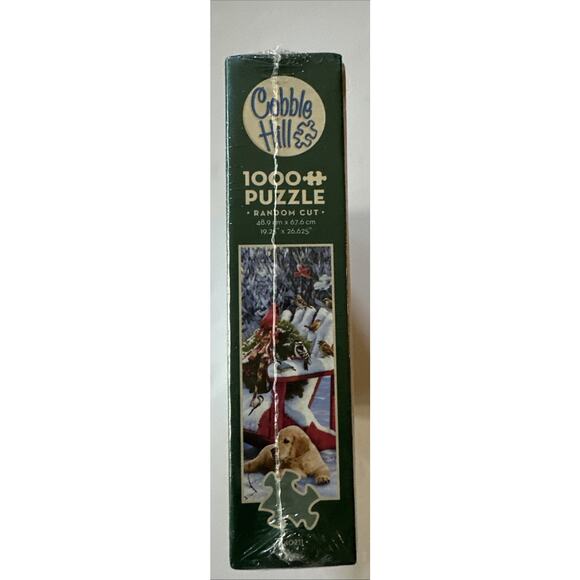 Cobble
Hill
1000
PUZZLE
• RANDOM CUT •
48.9 cm x 67.6 cm
19.25" x 26.625"